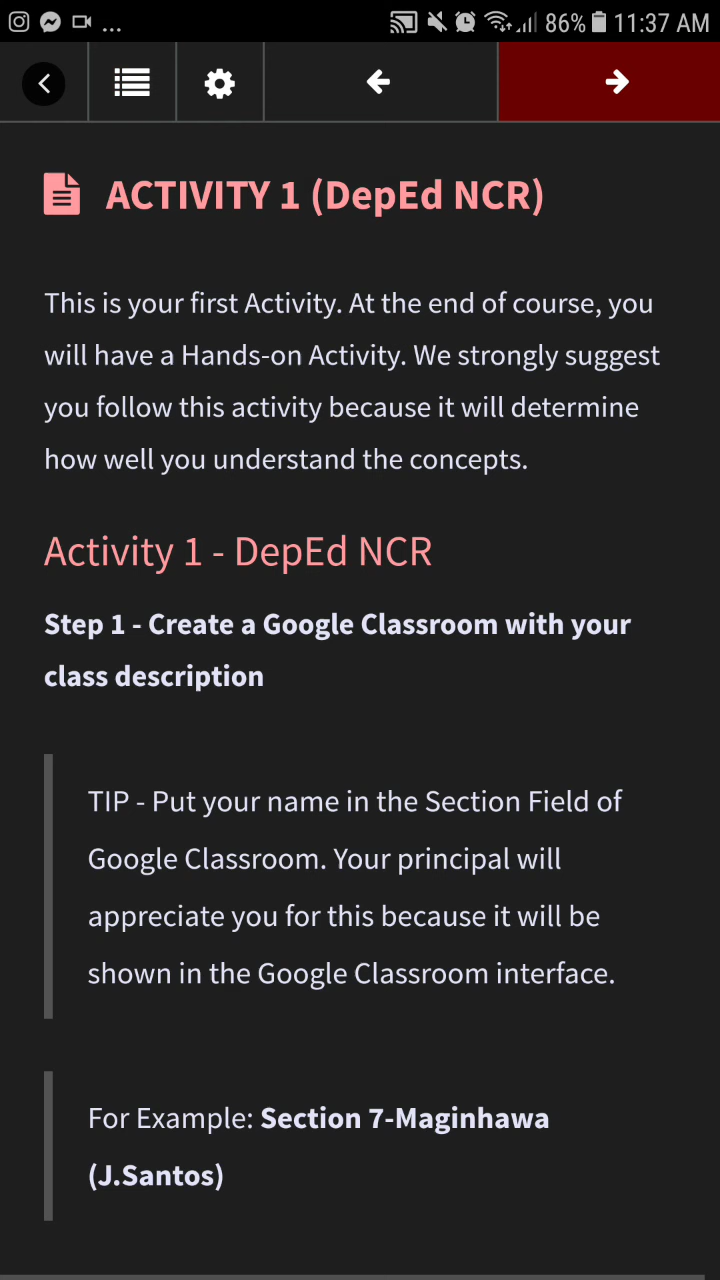 ... 86% 11:37 AM
ACTIVITY 1 (DepEd NCR)
This is your first Activity. At the end of course, you
will have a Hands-on Activity. We strongly suggest
you follow this activity because it will determine
how well you understand the concepts.
Activity 1 - DepEd NCR
Step 1 - Create a Google Classroom with your
class description
TIP - Put your name in the Section Field of
Google Classroom. Your principal will
appreciate you for this because it will be
shown in the Google Classroom interface.
For Example: Section 7-Maginhawa
(J.Santos)